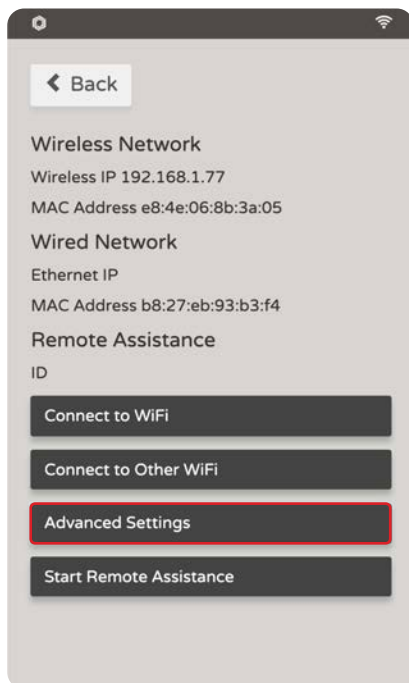 Back
Wireless Network
Wireless IP 192.168.1.77
MAC Address e8:4e:06:8b:3a:05
Wired Network
Ethernet IP
MAC Address b8:27:eb:93:b3:f4
Remote Assistance
ID
Connect to WiFi
Connect to Other WiFi
Advanced Settings
Start Remote Assistance